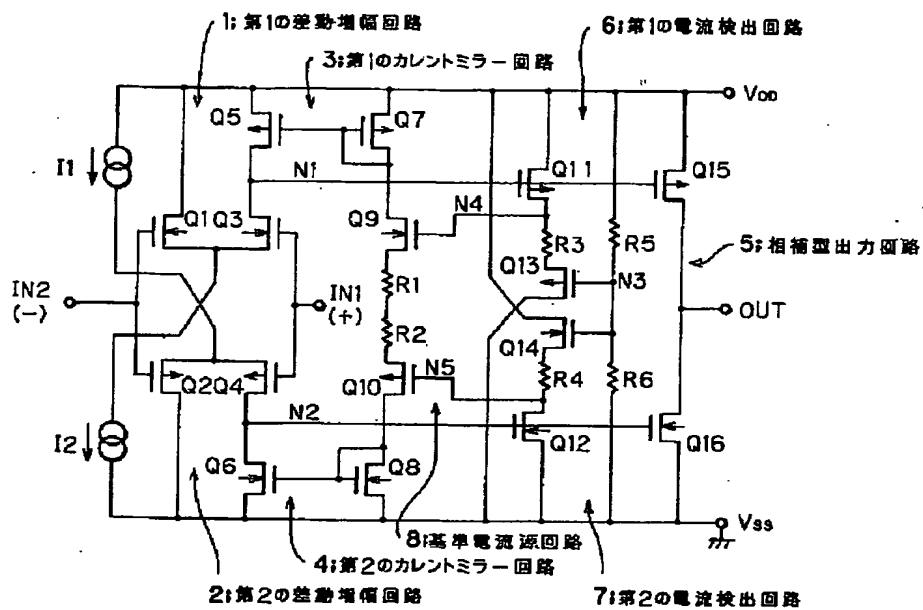 1;第1の差動増幅回路
6;第1の電流検出回路
3;第1のカレントミラー回路
VDD
Q5
Q7
I1
N1
Q11
Q15
Q1
Q3
Q9
N4
R3
R5
5;相補型出力回路
Q13
R1
N3
IN2
(-)
IN1
(+)
OUT
R2
Q14
Q2
Q4
Q10
N5
R4
R6
N2
I2
Q12
Q16
Q6
Q8
VSS
8;基準電流源回路
4;第2のカレントミラー回路
2;第2の差動増幅回路
7;第2の電流検出回路